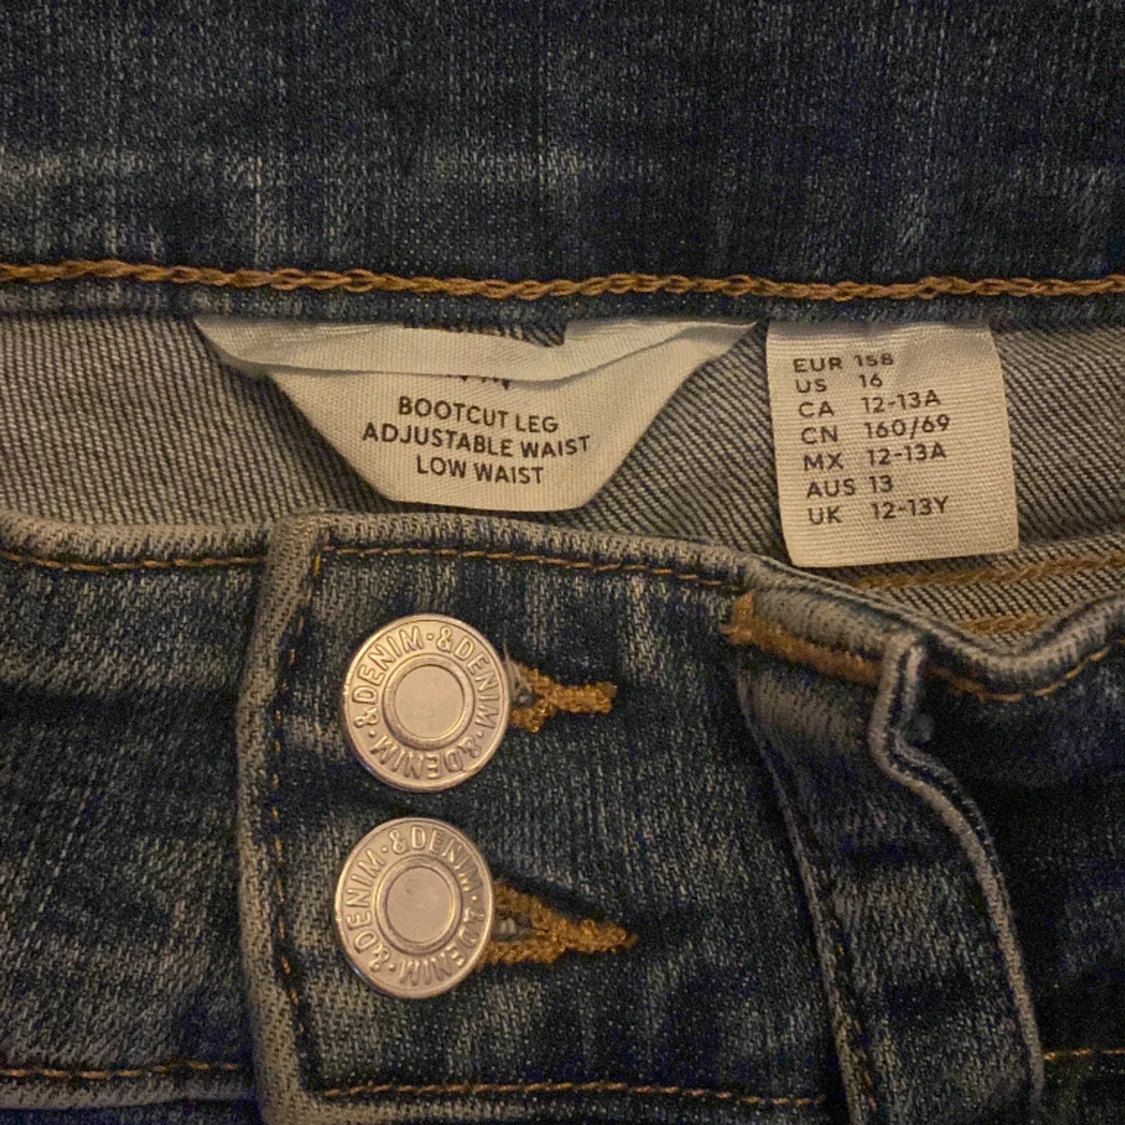 BOOTCUT LEG
ADJUSTABLE WAIST
LOW WAIST
EUR 158
US 16
CA 12-13A
CN 160/69
MX 12-13A
AUS 13
UK 12-13Y
&DENIM·&DENIM·&DENIM·
&DENIM·&DENIM·&DENIM·